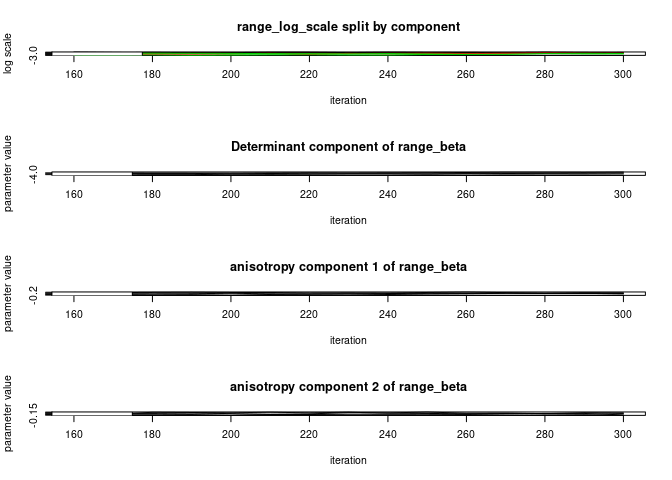 range_log_scale split by component
log scale
-3.0
160 180 200 220 240 260 280 300
iteration
Determinant component of range_beta
parameter value
-4.0
160 180 200 220 240 260 280 300
iteration
anisotropy component 1 of range_beta
parameter value
-0.2
160 180 200 220 240 260 280 300
iteration
anisotropy component 2 of range_beta
parameter value
-0.15
160 180 200 220 240 260 280 300
iteration